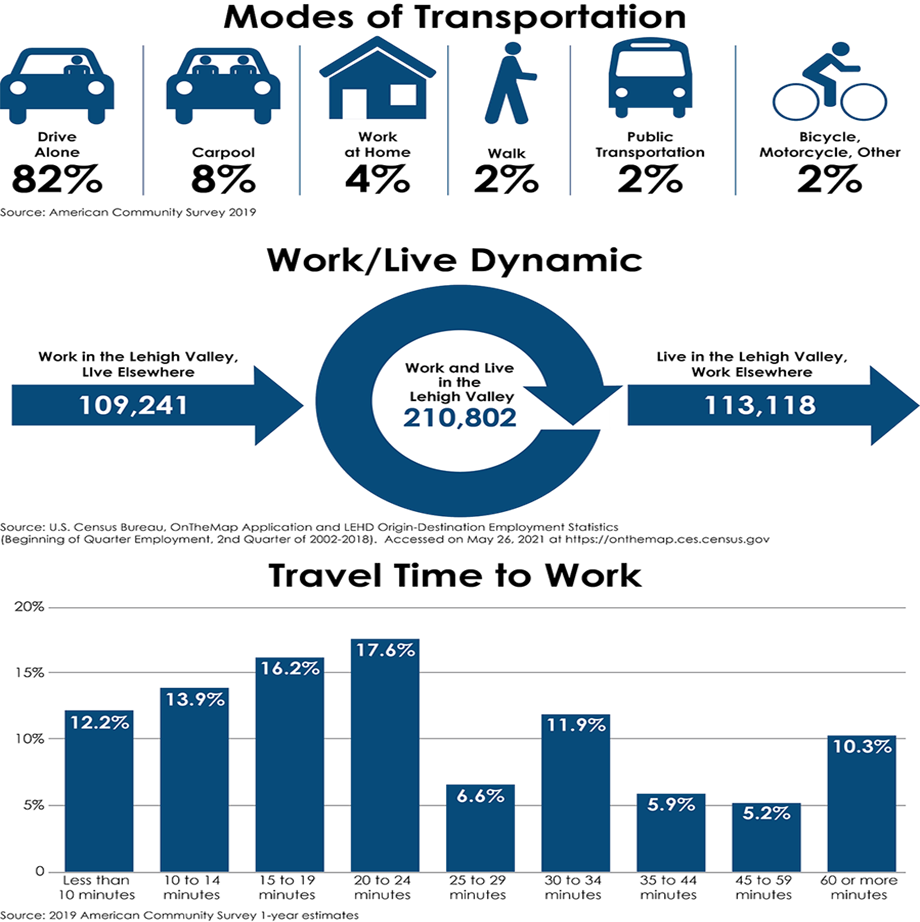 Modes of Transportation
Drive
Alone
82%
Carpool
8%
Work
at Home
4%
Walk
2%
Public
Transportation
2%
Bicycle,
Motorcycle, Other
2%
Source: American Community Survey 2019
Work/Live Dynamic
Work in the Lehigh Valley,
LIve Elsewhere
109,241
Work and Live
in the
Lehigh Valley
210,802
Live in the Lehigh Valley,
Work Elsewhere
113,118
Source: U.S. Census Bureau, OnTheMap Application and LEHD Origin-Destination Employment Statistics
(Beginning of Quarter Employment, 2nd Quarter of 2002-2018). Accessed on May 26, 2021 at https://onthemap.ces.census.gov
Travel Time to Work
20%
15%
10%
5%
0
12.2%
13.9%
16.2%
17.6%
6.6%
11.9%
5.9%
5.2%
10.3%
Less than
10 minutes
10 to 14
minutes
15 to 19
minutes
20 to 24
minutes
25 to 29
minutes
30 to 34
minutes
35 to 44
minutes
45 to 59
minutes
60 or more
minutes
Source: 2019 American Community Survey 1-year estimates